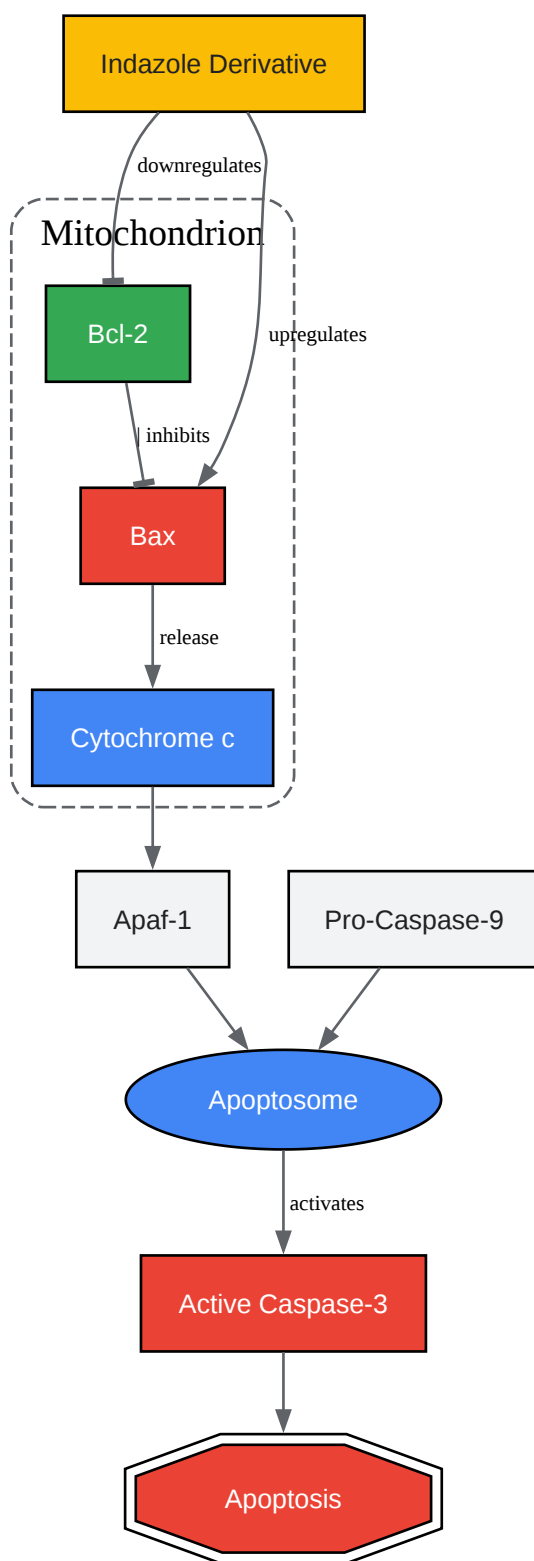 Indazole Derivative
downregulates
Mitochondrion
Bcl-2
upregulates
| inhibits
Bax
release
Cytochrome c
Apaf-1
Pro-Caspase-9
Apoptosome
activates
Active Caspase-3
Apoptosis